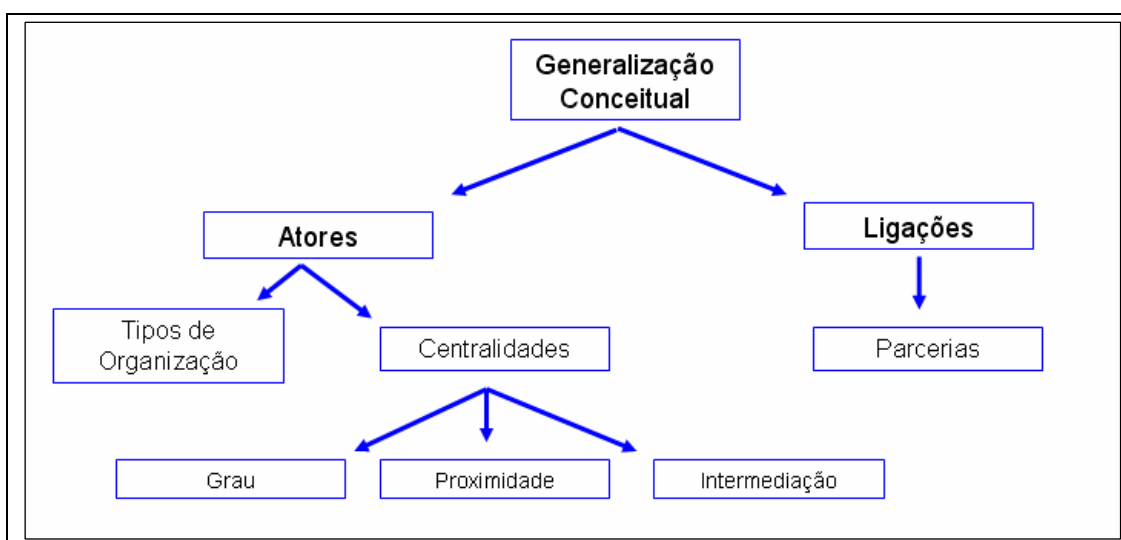 Generalização
Conceitual
Atores
Ligações
Tipos de
Organização
Centralidades
Parcerias
Grau
Proximidade
Intermediação